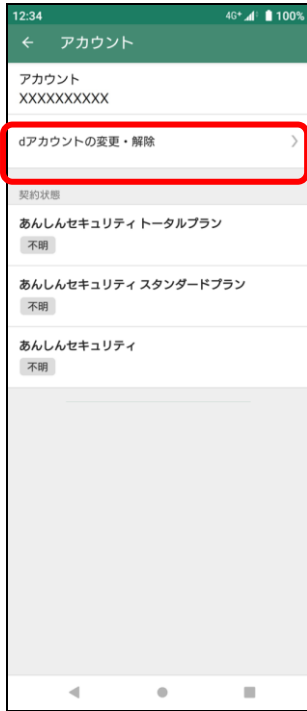 12:34 4G+ 100%
← アカウント
アカウント
XXXXXXXXXX
dアカウントの変更・解除
契約状態
あんしんセキュリティ トータルプラン
不明
あんしんセキュリティ スタンダードプラン
不明
あんしんセキュリティ
不明